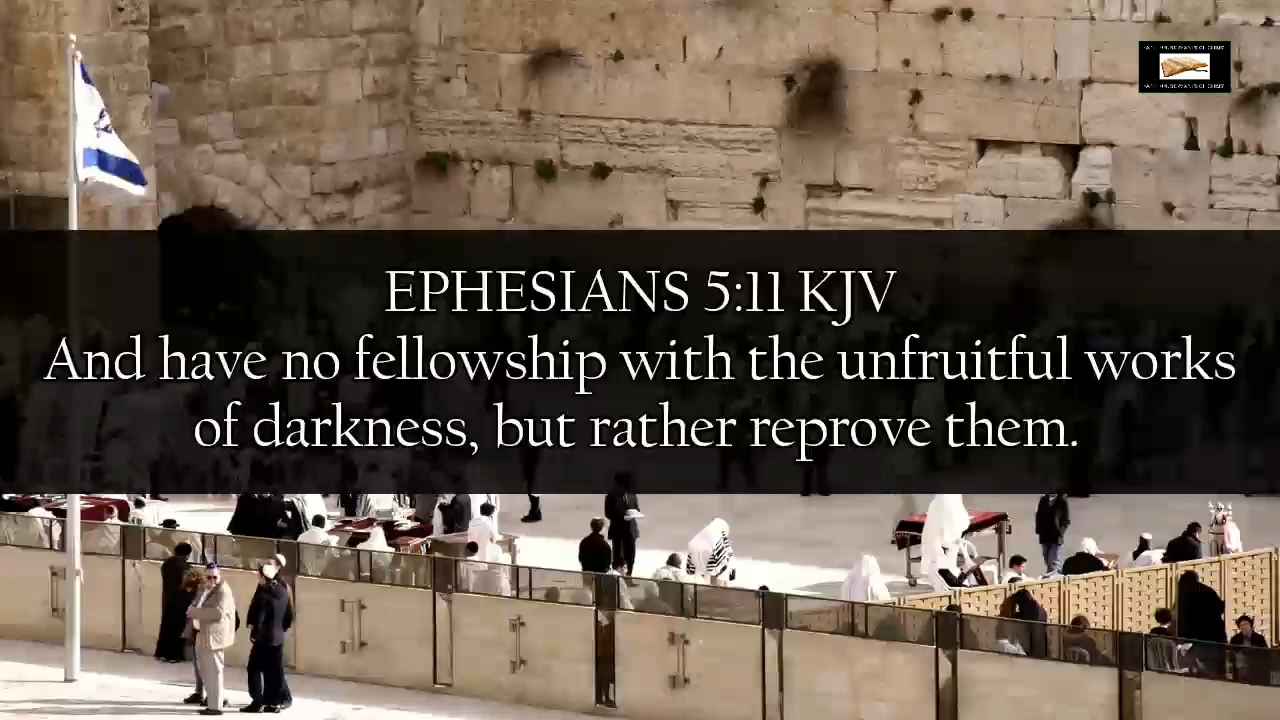 EPHESIANS 5:11 KJV
And have no fellowship with the unfruitful works
of darkness, but rather reprove them.